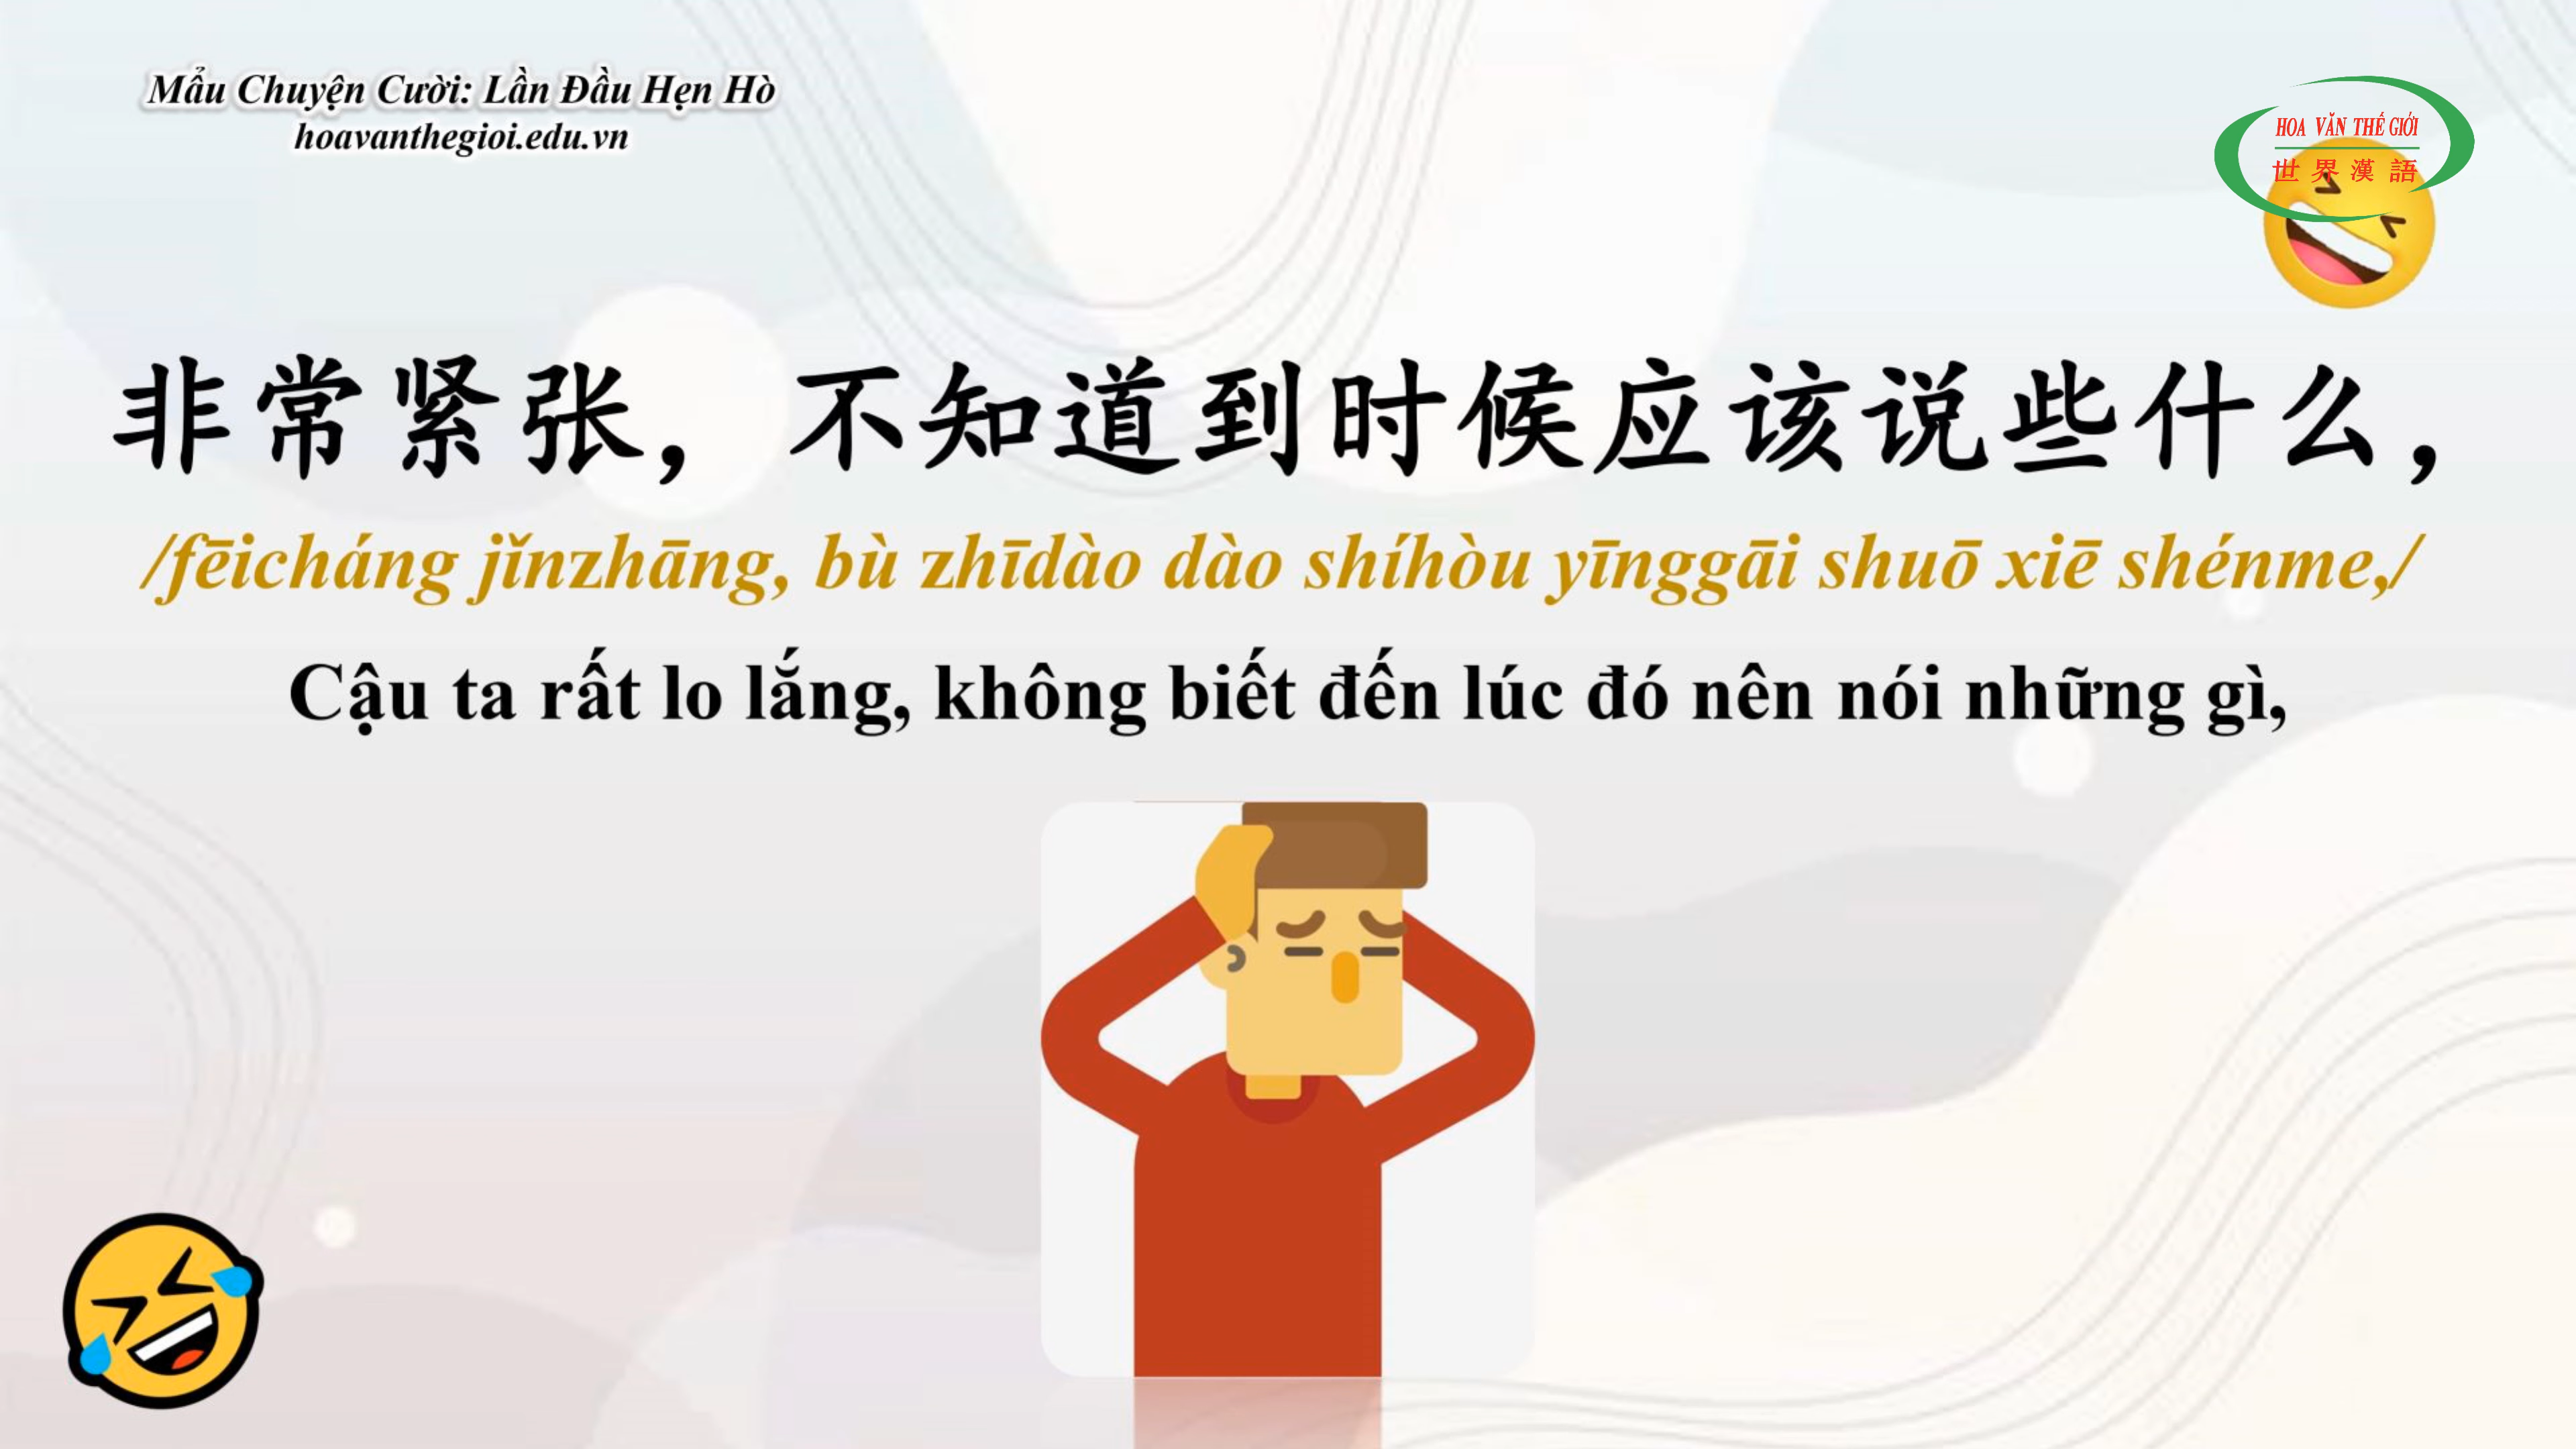 Mẩu Chuyện Cười: Lần Đầu Hẹn Hò
hoavanthegioi.edu.vn
HOA VĂN THẾ GIỚI
世界漢語
非常紧张，不知道到时候应该说些什么，
/fēicháng jǐnzhāng, bù zhīdào dào shíhòu yīnggāi shuō xiē shénme,/
Cậu ta rất lo lắng, không biết đến lúc đó nên nói những gì,